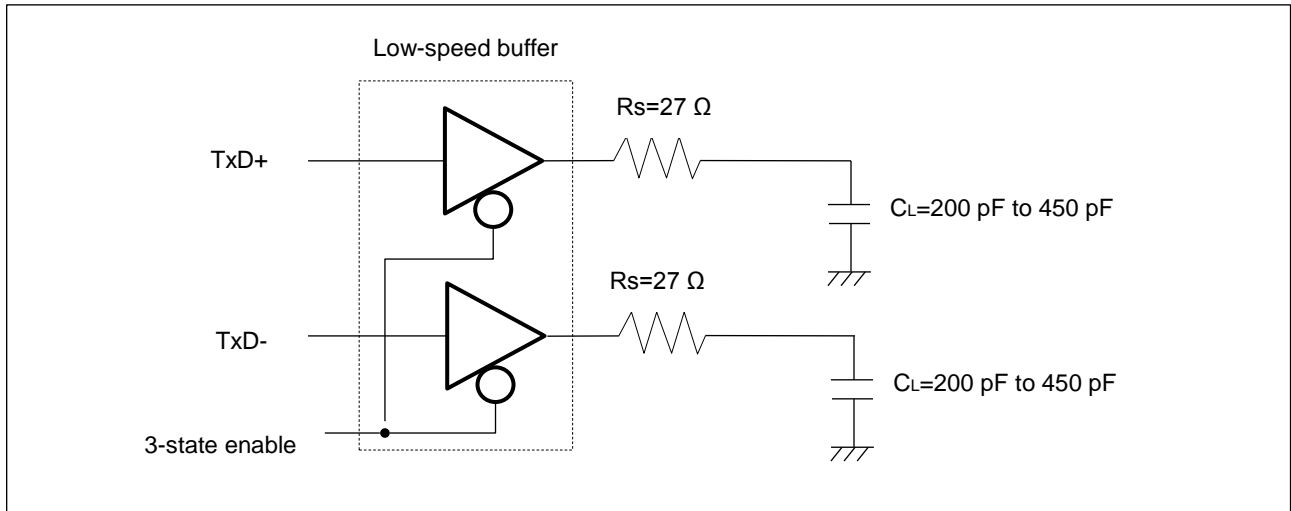 Low-speed buffer
Rs=27 Ω
TxD+
CL=200 pF to 450 pF
Rs=27 Ω
TxD-
CL=200 pF to 450 pF
3-state enable